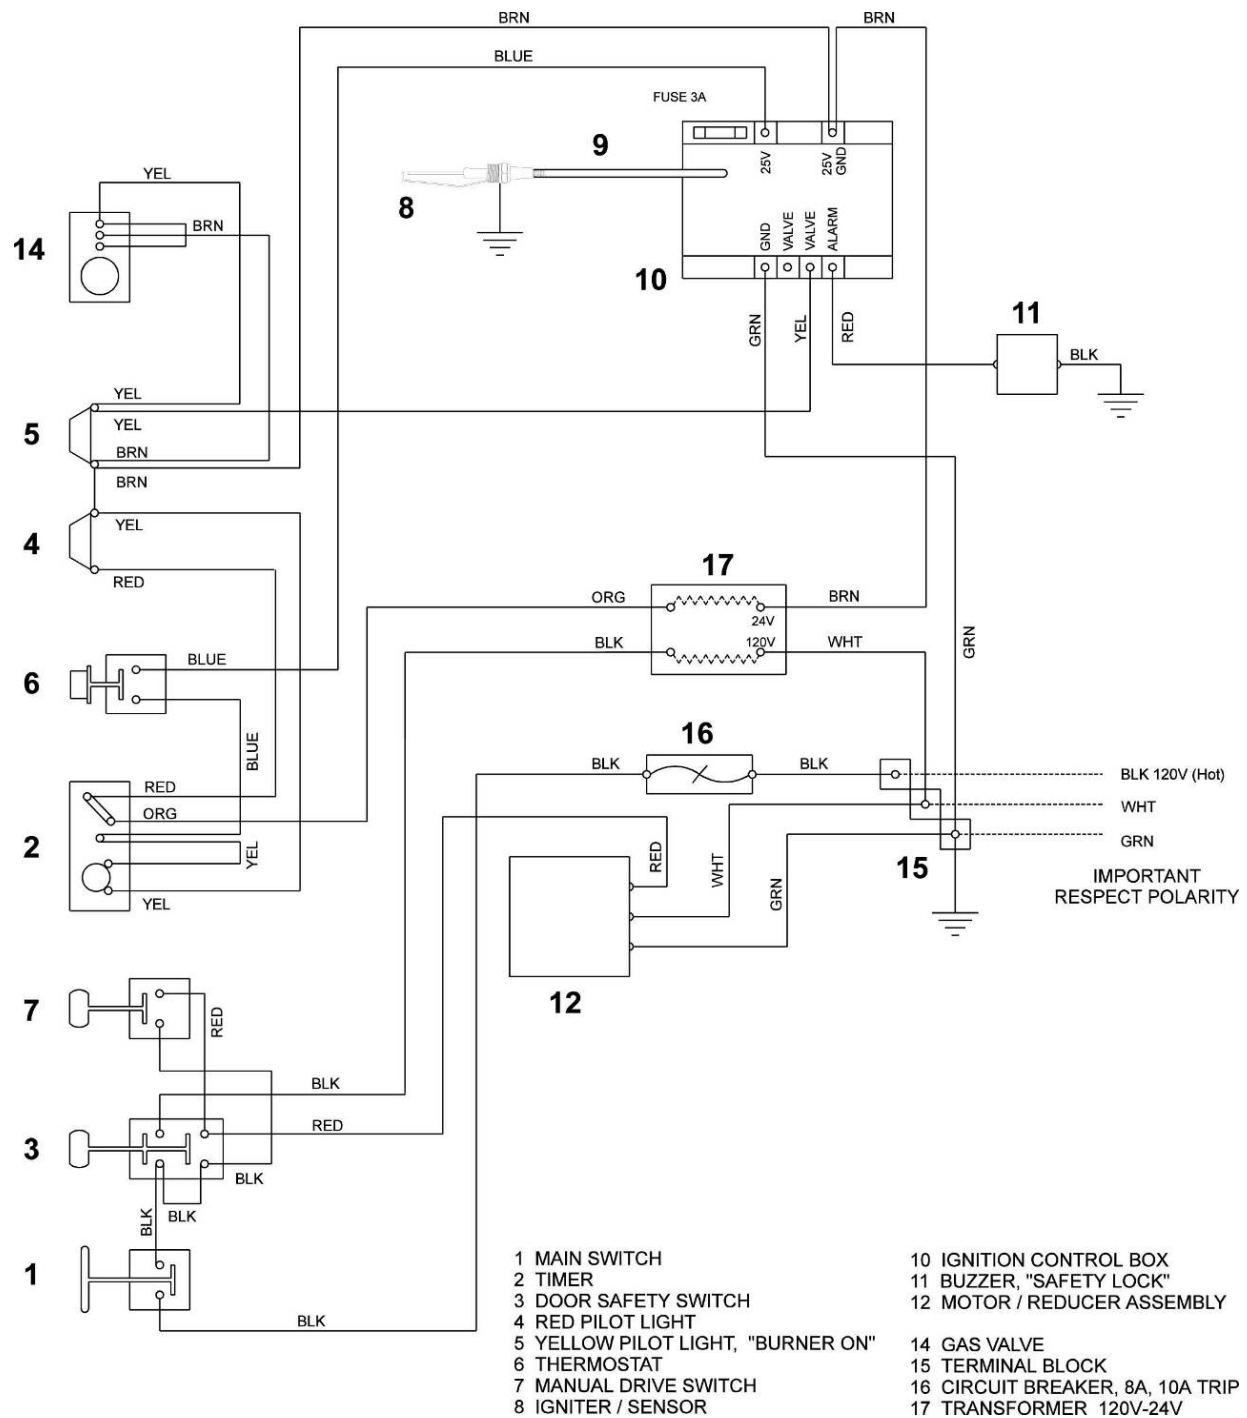 BRN
BRN
BLUE
FUSE 3A
9
25V
25V
GND
YEL
8
BRN
14
GND
VALVE
VALVE
ALARM
10
GRN
YEL
RED
11
BLK
YEL
5
YEL
BRN
BRN
4
YEL
RED
17
ORG
BRN
24V
BLK
120V
WHT
GRN
BLUE
6
BLUE
16
BLK
BLK
BLK 120V (Hot)
RED
ORG
WHT
2
YEL
RED
WHT
GRN
15
GRN
IMPORTANT
RESPECT POLARITY
YEL
12
7
RED
BLK
3
RED
BLK
BLK
BLK
1
BLK
1 MAIN SWITCH
2 TIMER
3 DOOR SAFETY SWITCH
4 RED PILOT LIGHT
5 YELLOW PILOT LIGHT, "BURNER ON"
6 THERMOSTAT
7 MANUAL DRIVE SWITCH
8 IGNITER / SENSOR
10 IGNITION CONTROL BOX
11 BUZZER, "SAFETY LOCK"
12 MOTOR / REDUCER ASSEMBLY
14 GAS VALVE
15 TERMINAL BLOCK
16 CIRCUIT BREAKER, 8A, 10A TRIP
17 TRANSFORMER 120V-24V